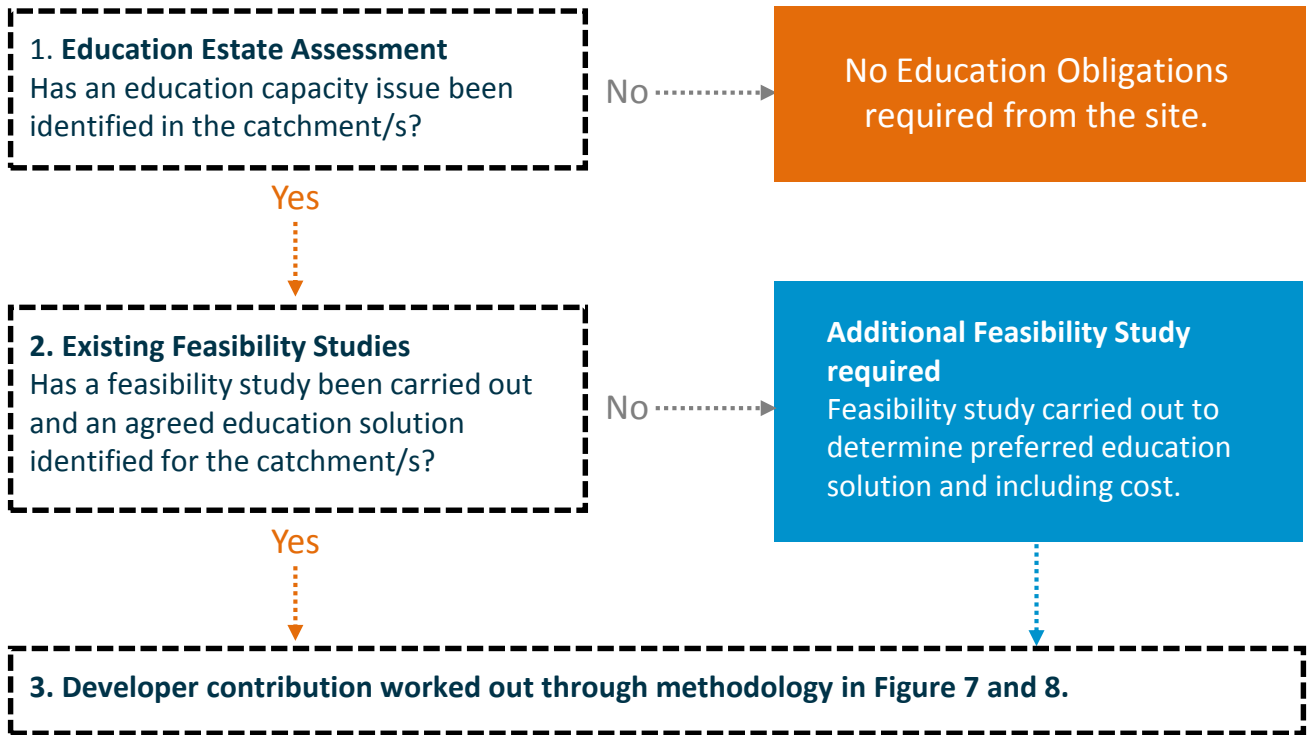 1. Education Estate Assessment
Has an education capacity issue been
identified in the catchment/s?
No
No Education Obligations
required from the site.
Yes
2. Existing Feasibility Studies
Has a feasibility study been carried out
and an agreed education solution
identified for the catchment/s?
No
Additional Feasibility Study
required
Feasibility study carried out to
determine preferred education
solution and including cost.
Yes
3. Developer contribution worked out through methodology in Figure 7 and 8.